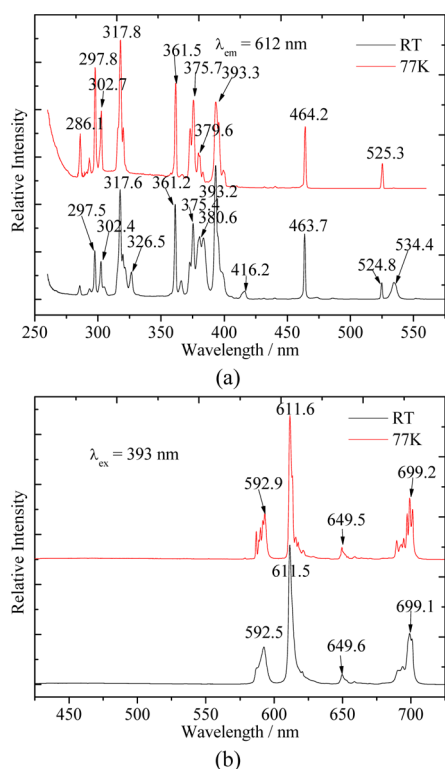 317.8
λem = 612 nm
RT
77K
297.8
361.5
375.7
393.3
302.7
286.1
379.6
464.2
525.3
317.6
361.2
393.2
375.4
380.6
297.5
302.4
326.5
416.2
463.7
524.8
534.4
Relative Intensity
250 300 350 400 450 500 550
Wavelength / nm
(a)
611.6
RT
77K
λex = 393 nm
592.9
699.2
649.5
611.5
592.5
649.6
699.1
Relative Intensity
450 500 550 600 650 700
Wavelength / nm
(b)